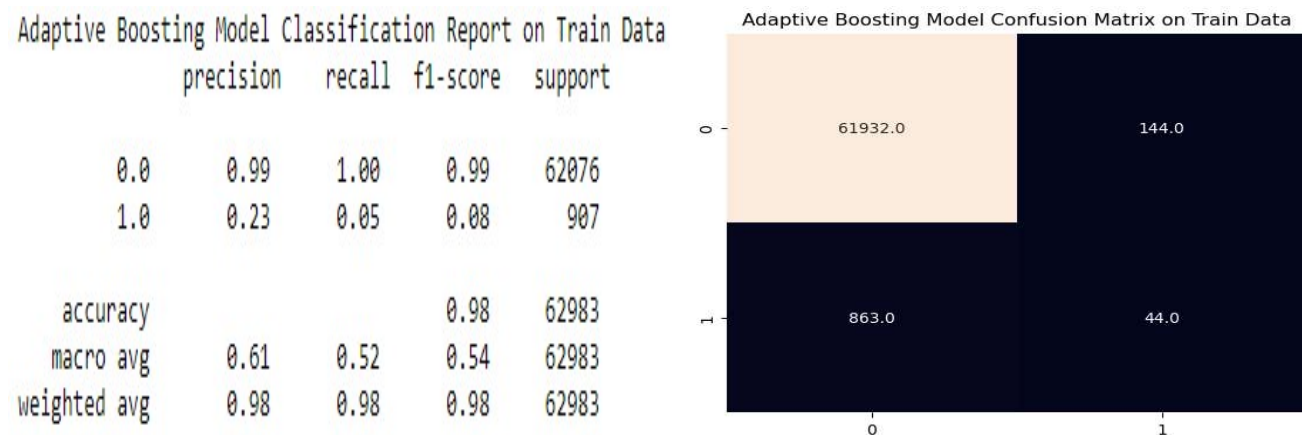 Adaptive Boosting Model Classification Report on Train Data
precision recall f1-score support
0.0 0.99 1.00 0.99 62076
1.0 0.23 0.05 0.08 907
accuracy 0.98 62983
macro avg 0.61 0.52 0.54 62983
weighted avg 0.98 0.98 0.98 62983
Adaptive Boosting Model Confusion Matrix on Train Data
0 61932.0 144.0
1 863.0 44.0
0 1